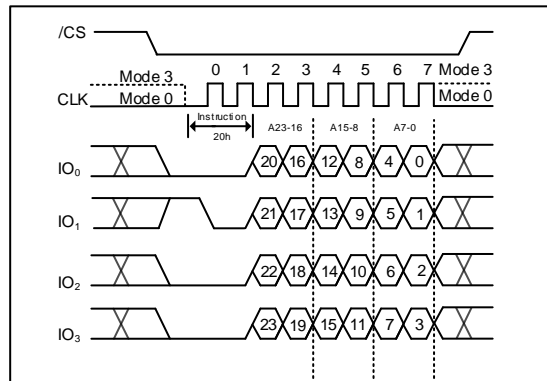 /CS
0 1 2 3 4 5 6 7
Mode 3 Mode 3
CLK Mode 0 Mode 0
Instruction A23-16 A15-8 A7-0
20h
IO₀ 20 16 12 8 4 0
IO₁ 21 17 13 9 5 1
IO₂ 22 18 14 10 6 2
IO₃ 23 19 15 11 7 3